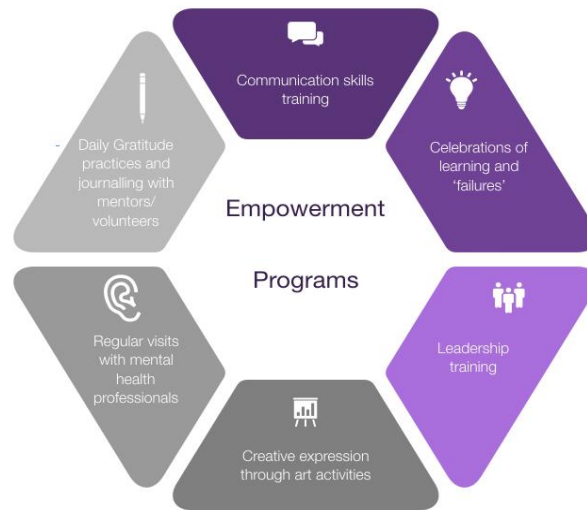 Communication skills
training
Celebrations of
learning and
‘failures’
Leadership
training
Creative expression
through art activities
Regular visits
with mental
health
professionals
Daily Gratitude
practices and
journalling with
mentors/
volunteers
Empowerment
Programs